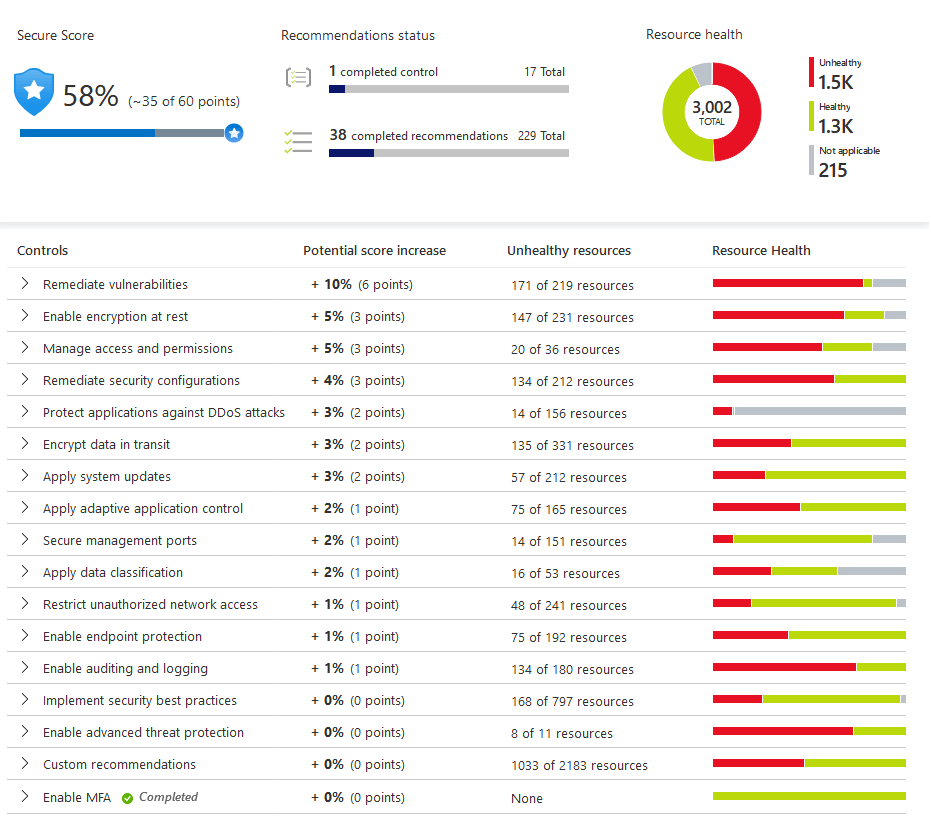 Secure Score
58% (~35 of 60 points)
Recommendations status
1 completed control 17 Total
38 completed recommendations 229 Total
Resource health
3,002
TOTAL
Unhealthy
1.5K
Healthy
1.3K
Not applicable
215
Controls Potential score increase Unhealthy resources Resource Health
Remediate vulnerabilities + 10% (6 points) 171 of 219 resources
Enable encryption at rest + 5% (3 points) 147 of 231 resources
Manage access and permissions + 5% (3 points) 20 of 36 resources
Remediate security configurations + 4% (3 points) 134 of 212 resources
Protect applications against DDoS attacks + 3% (2 points) 14 of 156 resources
Encrypt data in transit + 3% (2 points) 135 of 331 resources
Apply system updates + 3% (2 points) 57 of 212 resources
Apply adaptive application control + 2% (1 point) 75 of 165 resources
Secure management ports + 2% (1 point) 14 of 151 resources
Apply data classification + 2% (1 point) 16 of 53 resources
Restrict unauthorized network access + 1% (1 point) 48 of 241 resources
Enable endpoint protection + 1% (1 point) 75 of 192 resources
Enable auditing and logging + 1% (1 point) 134 of 180 resources
Implement security best practices + 0% (0 points) 168 of 797 resources
Enable advanced threat protection + 0% (0 points) 8 of 11 resources
Custom recommendations + 0% (0 points) 1033 of 2183 resources
Enable MFA Completed + 0% (0 points) None